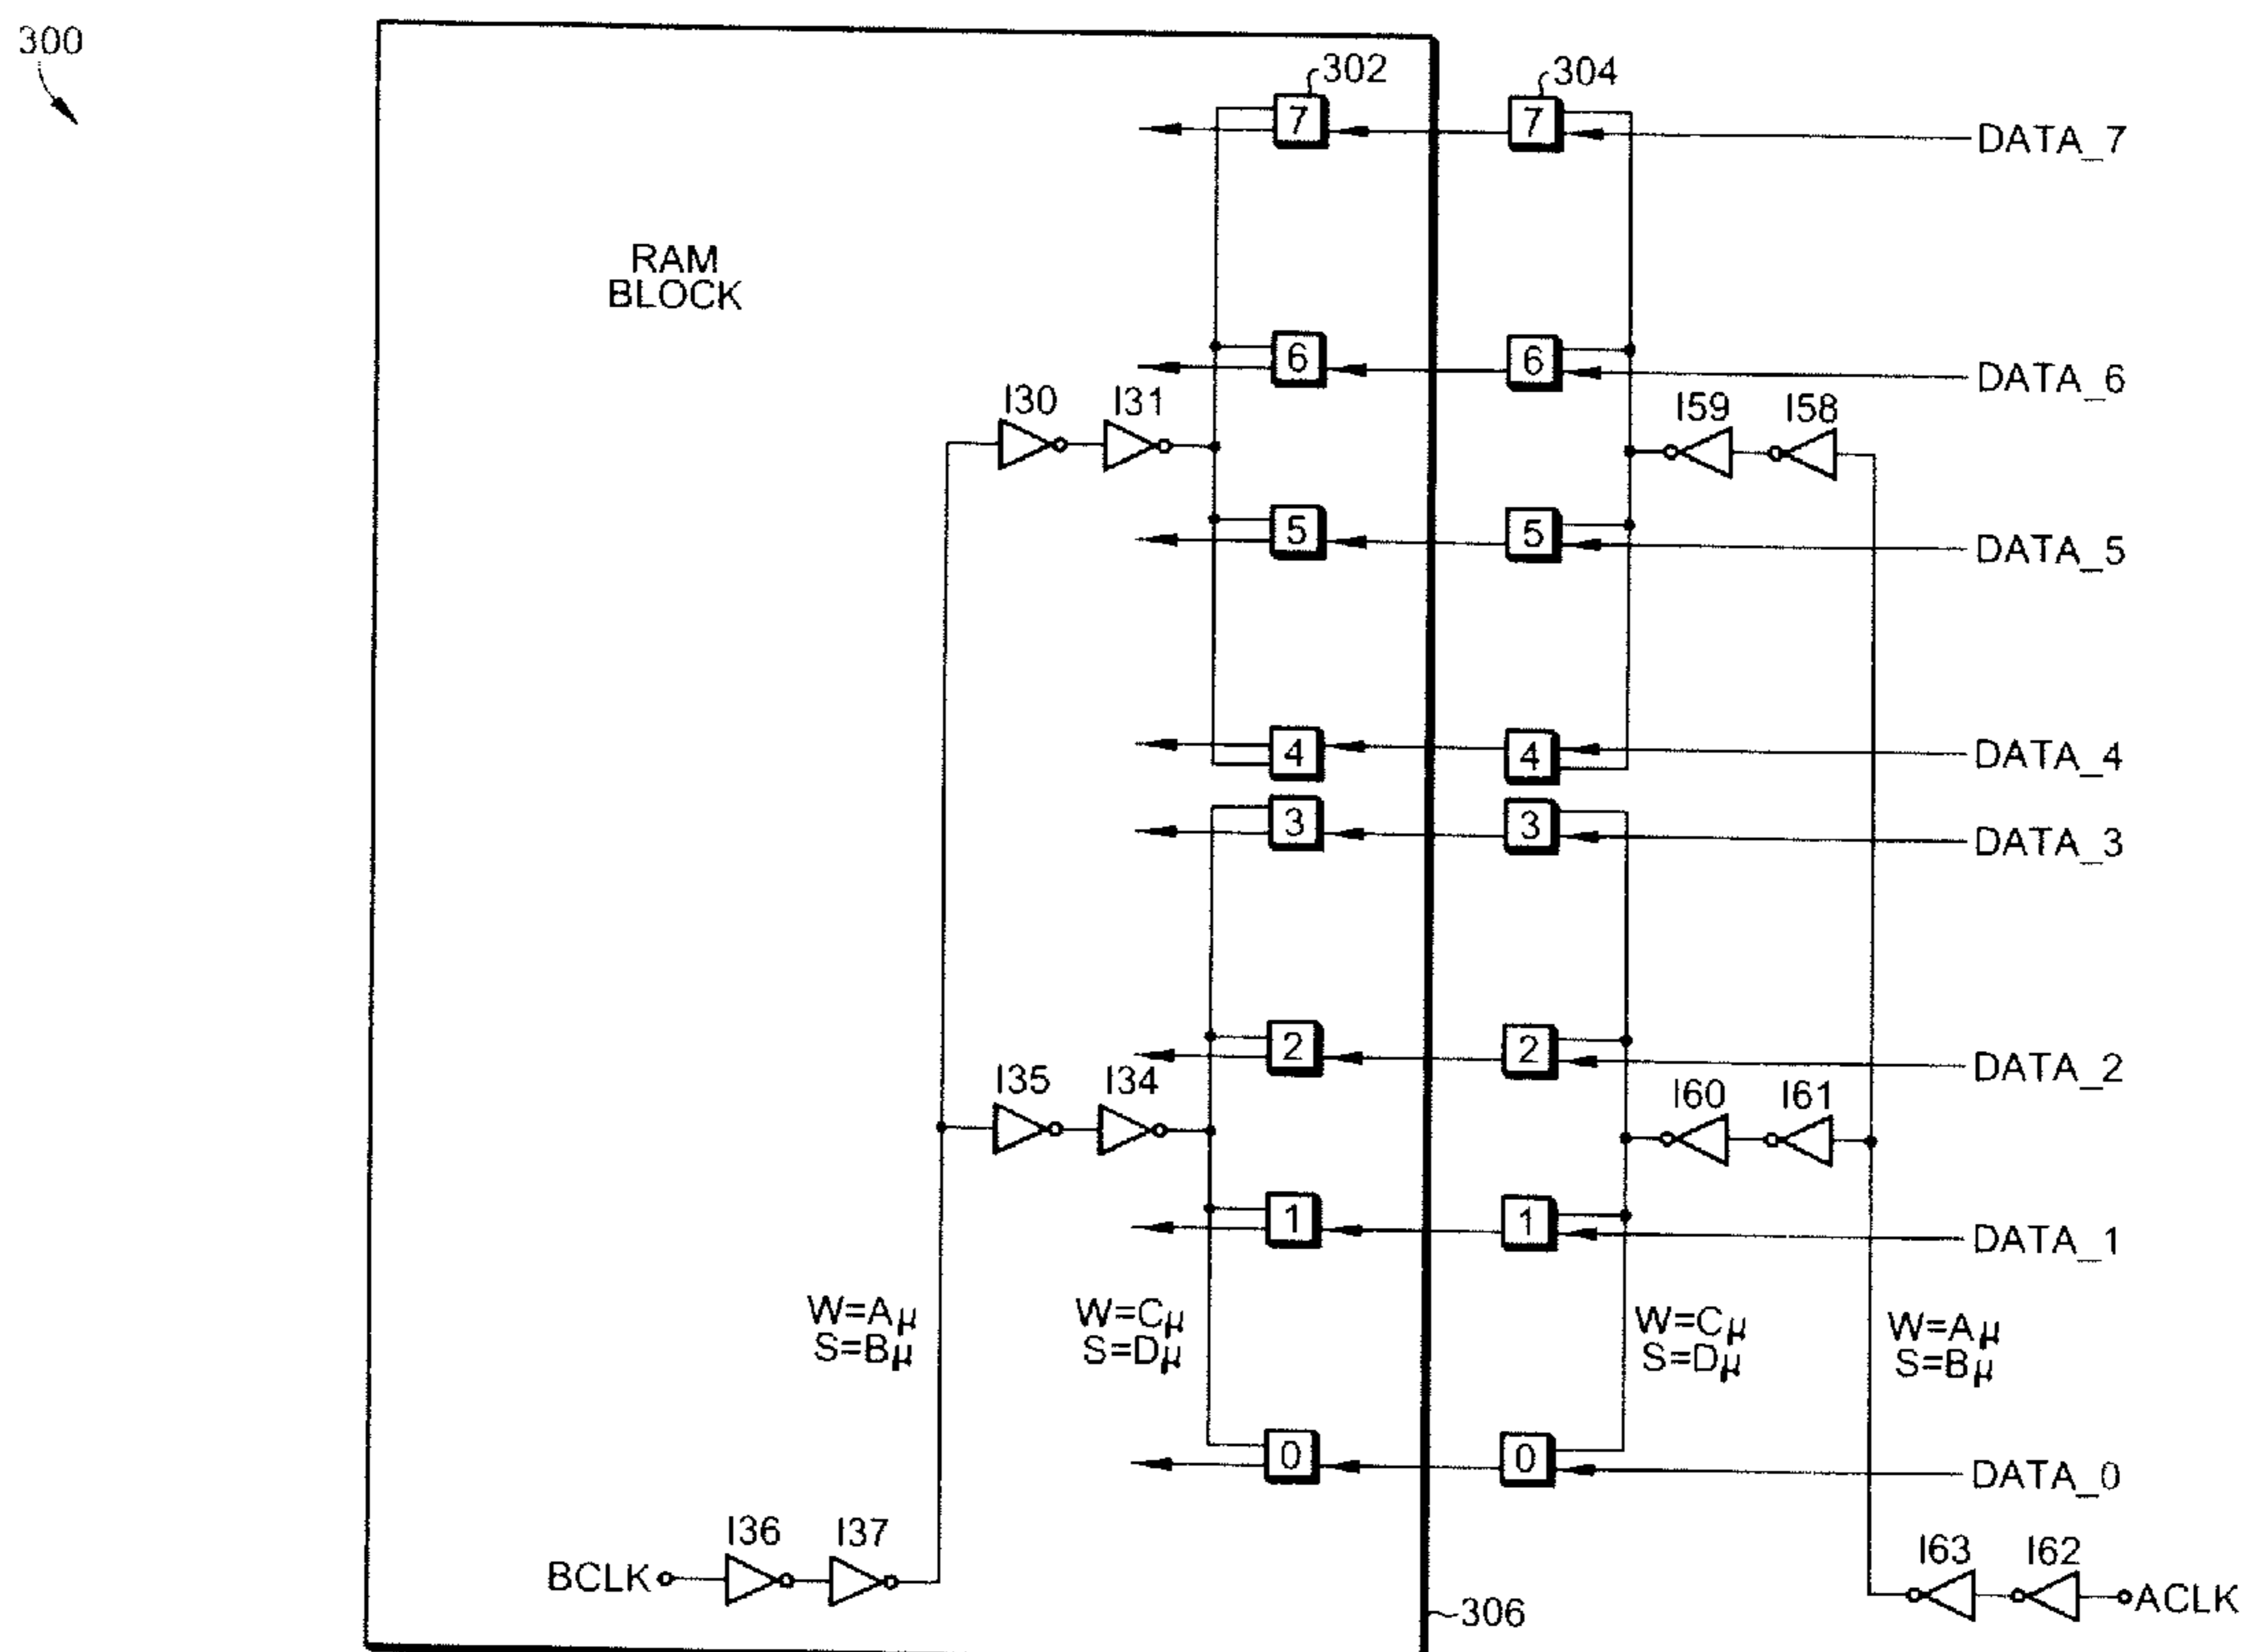 300
302
304
7
7
DATA_7
RAM
BLOCK
6
6
DATA_6
I30
I31
I59
I58
5
5
DATA_5
4
4
DATA_4
3
3
DATA_3
2
2
DATA_2
I35
I34
I60
I61
1
1
DATA_1
W=Aμ
S=Bμ
W=Cμ
S=Dμ
W=Cμ
S=Dμ
W=Aμ
S=Bμ
0
0
DATA_0
I36
I37
BCLK
I63
I62
ACLK
306